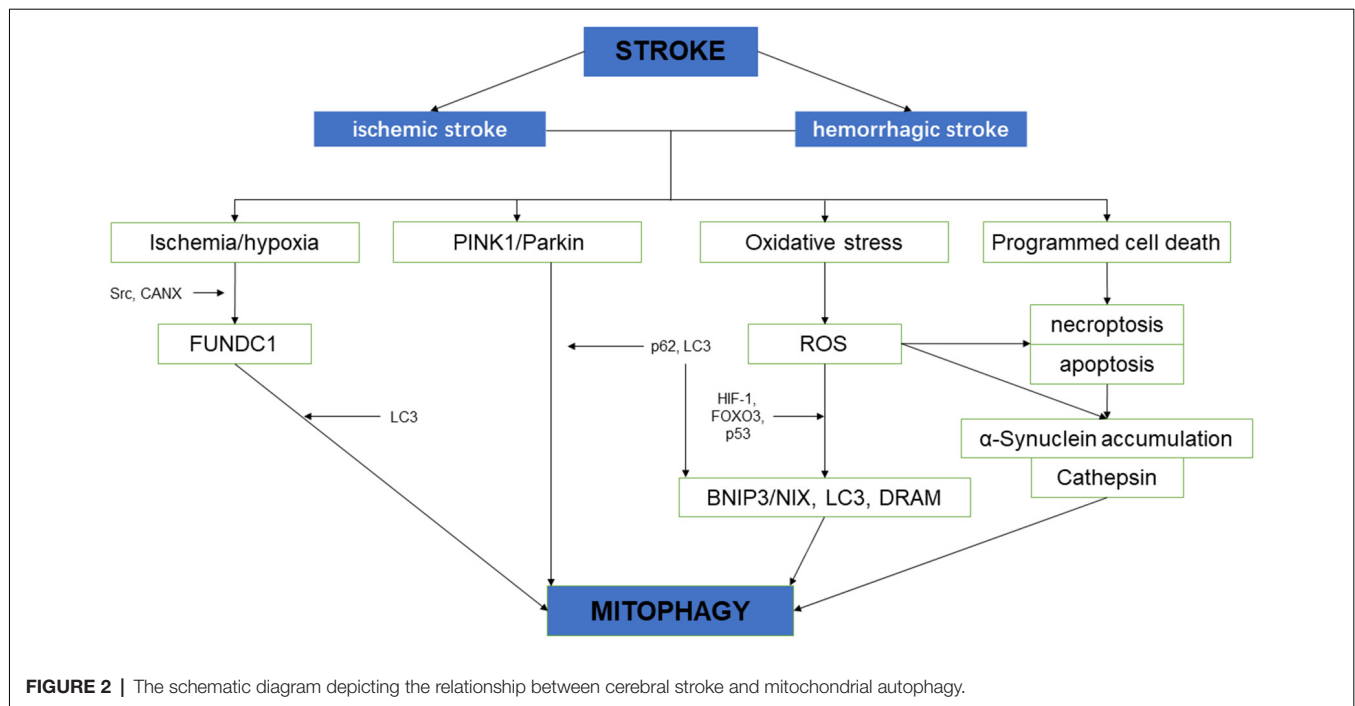 STROKE
ischemic stroke
hemorrhagic stroke
Ischemia/hypoxia
PINK1/Parkin
Oxidative stress
Programmed cell death
Src, CANX
FUNDC1
p62, LC3
ROS
necroptosis
apoptosis
LC3
HIF-1,
FOXO3,
p53
α-Synuclein accumulation
Cathepsin
BNIP3/NIX, LC3, DRAM
MITOPHAGY
FIGURE 2 | The schematic diagram depicting the relationship between cerebral stroke and mitochondrial autophagy.